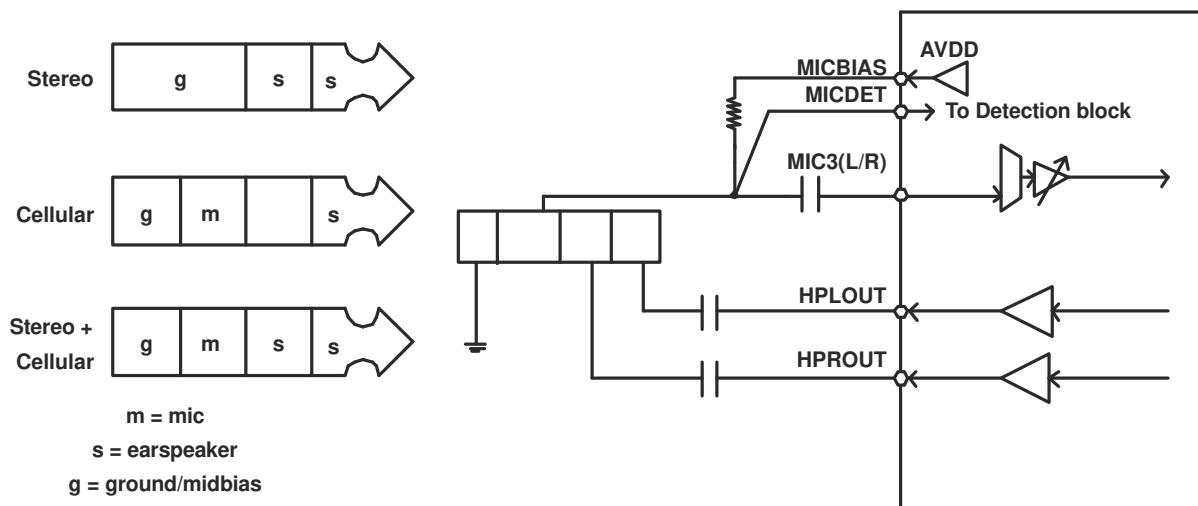 Stereo
g
s
s
Cellular
g
m
s
Stereo +
Cellular
g
m
s
s
m = mic
s = earspeaker
g = ground/midbias
AVDD
MICBIAS
MICDET
To Detection block
MIC3(L/R)
HPLOUT
HPROUT